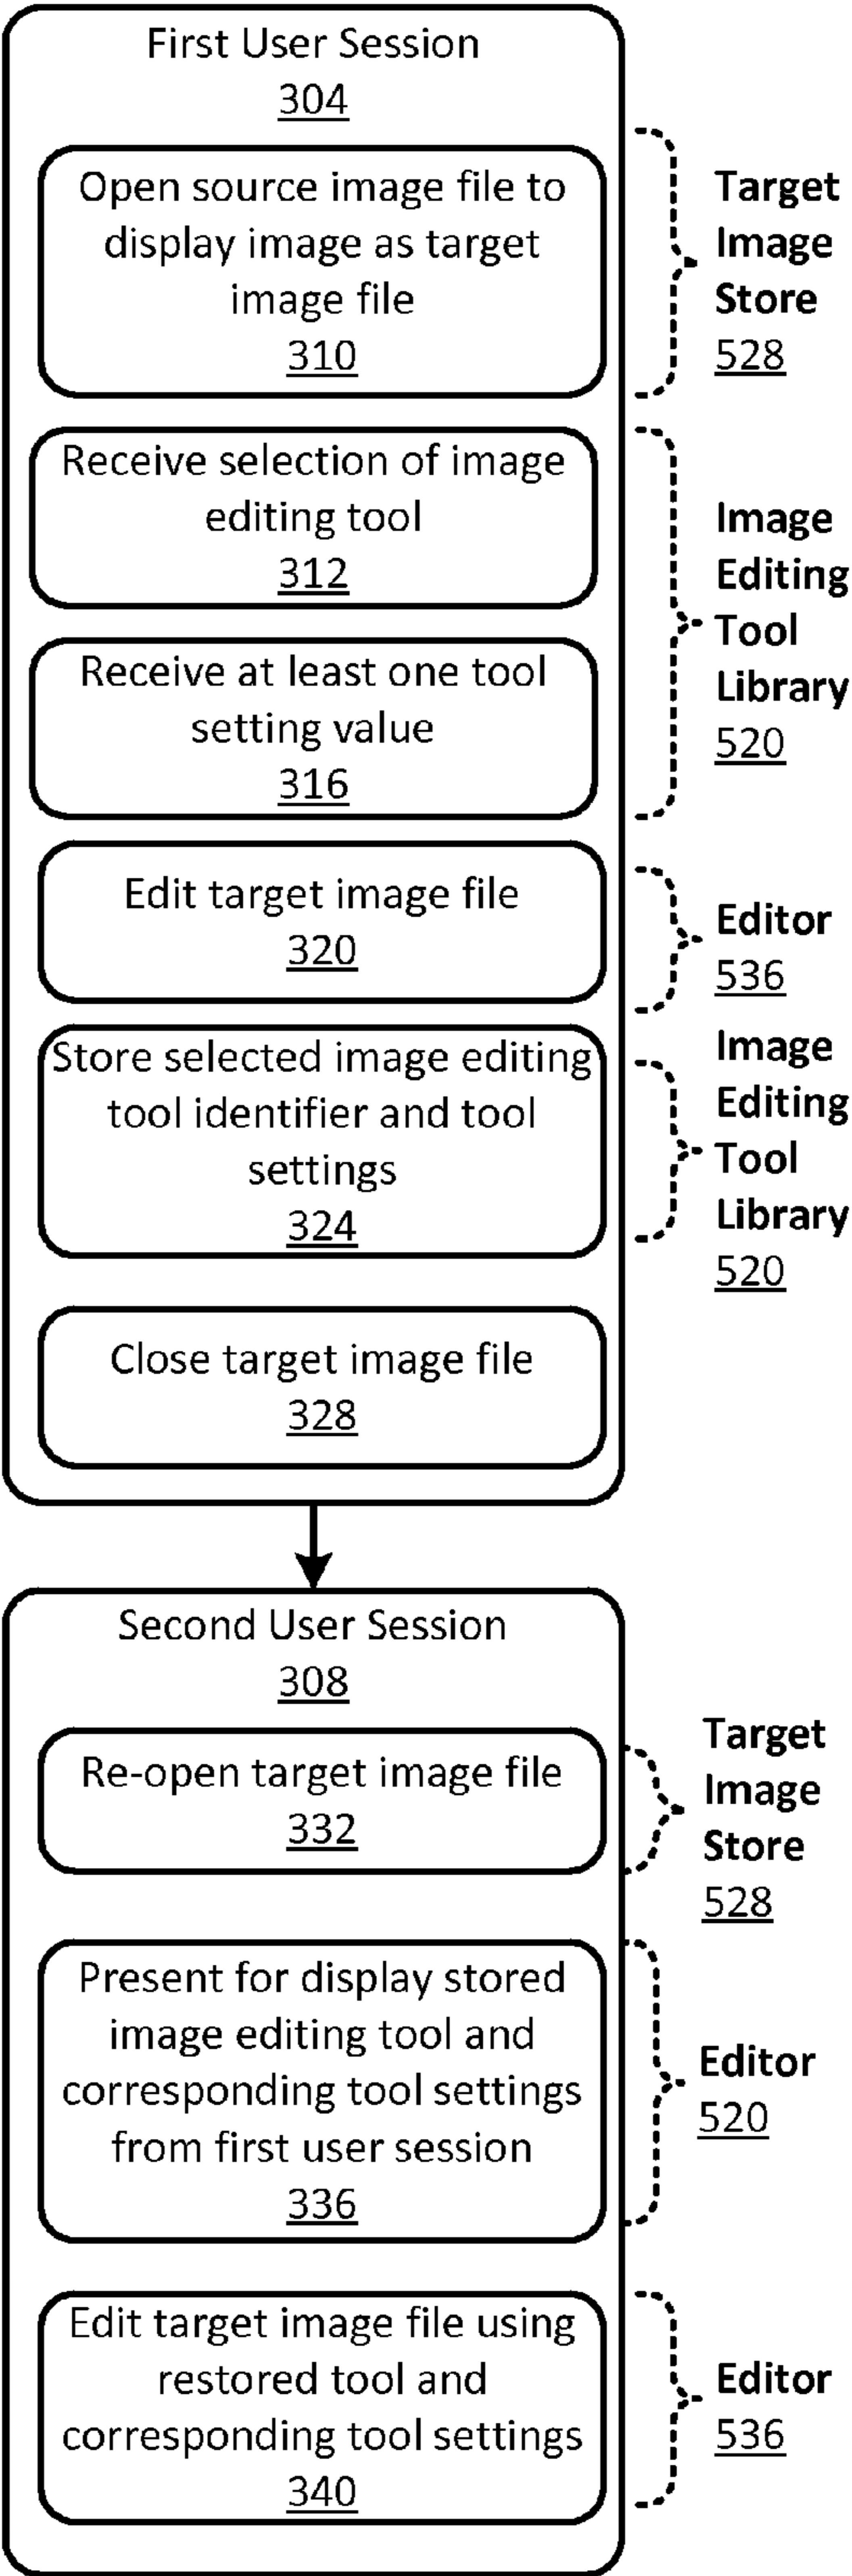 First User Session
304
Open source image file to
display image as target
image file
310
Target
Image
Store
528
Receive selection of image
editing tool
312
Receive at least one tool
setting value
316
Image
Editing
Tool
Library
520
Edit target image file
320
Editor
536
Store selected image editing
tool identifier and tool
settings
324
Image
Editing
Tool
Library
520
Close target image file
328
Second User Session
308
Re-open target image file
332
Target
Image
Store
528
Present for display stored
image editing tool and
corresponding tool settings
from first user session
336
Editor
520
Edit target image file using
restored tool and
corresponding tool settings
340
Editor
536